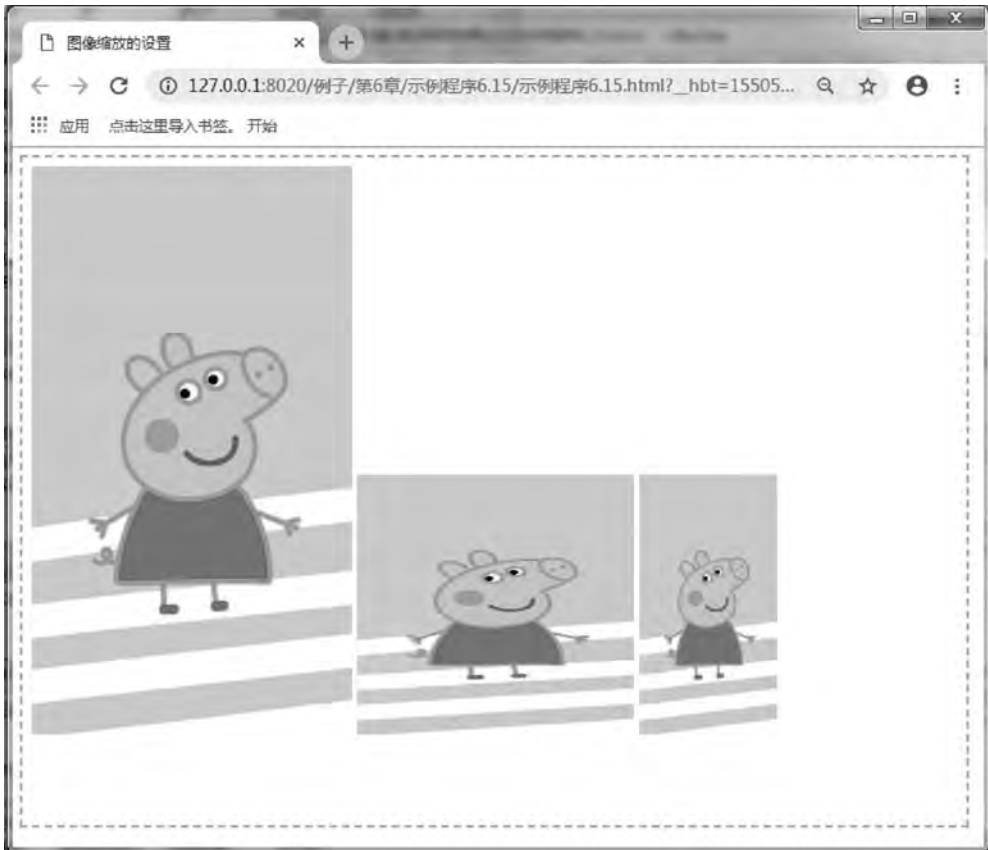 图像缩放的设置
127.0.0.1:8020/例子/第6章/示例程序6.15/示例程序6.15.html?__hbt=15505...
应用 点击这里导入书签。 开始